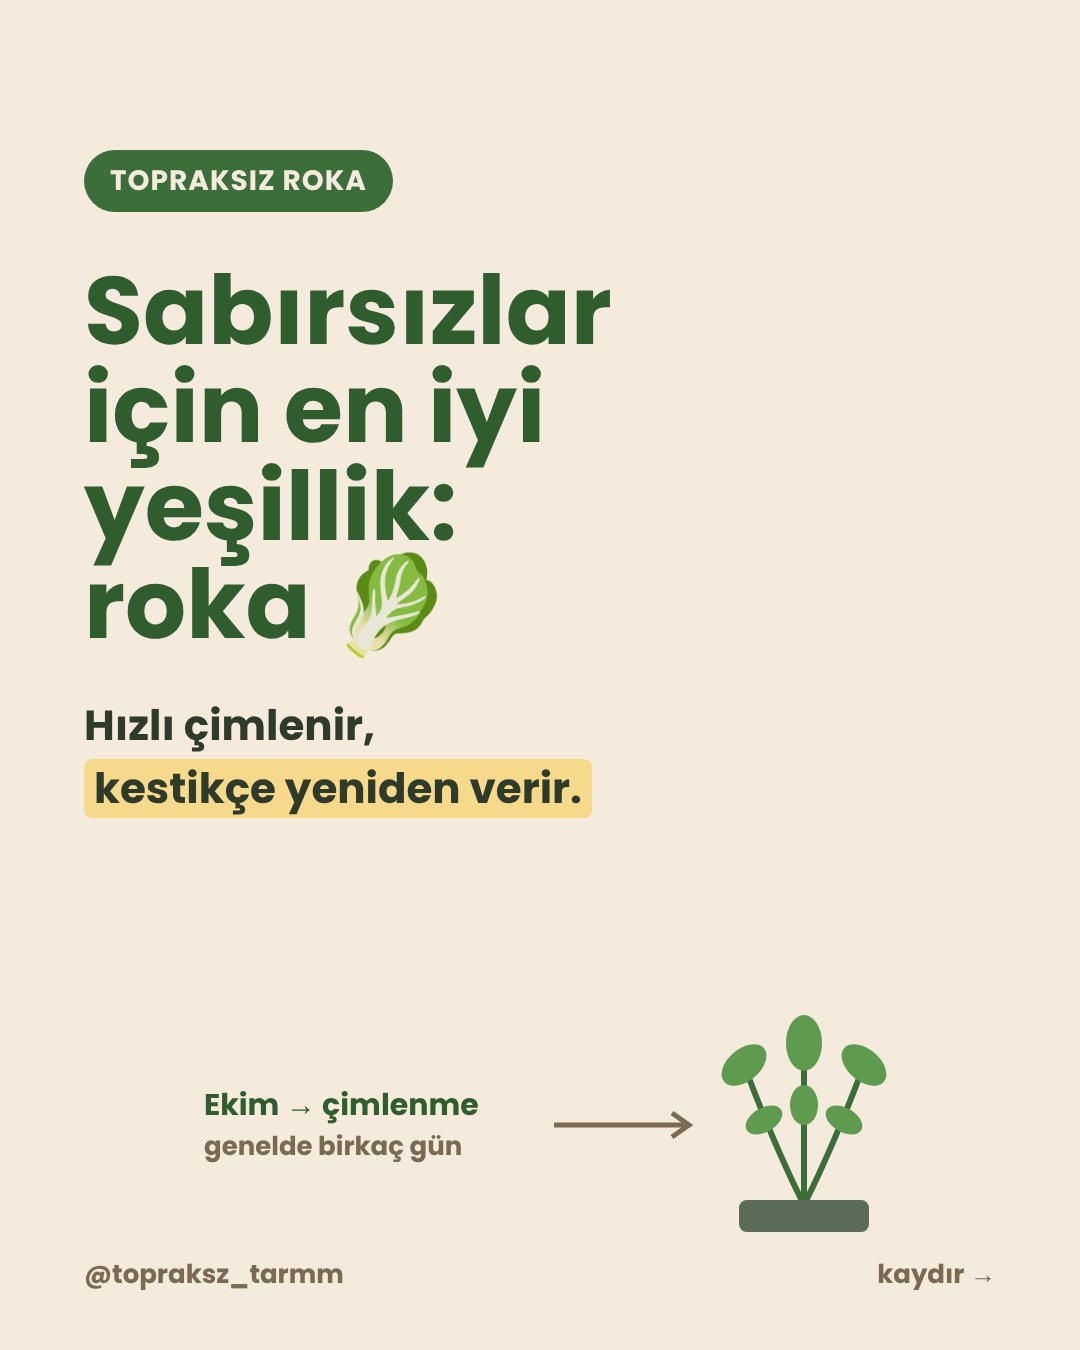 TOPRAKSIZ ROKA
Sabırsızlar
için en iyi
yeşillik:
roka 🥬
Hızlı çimlenir,
kestikçe yeniden verir.
Ekim → çimlenme
genelde birkaç gün
@topraksz_tarmm
kaydır →